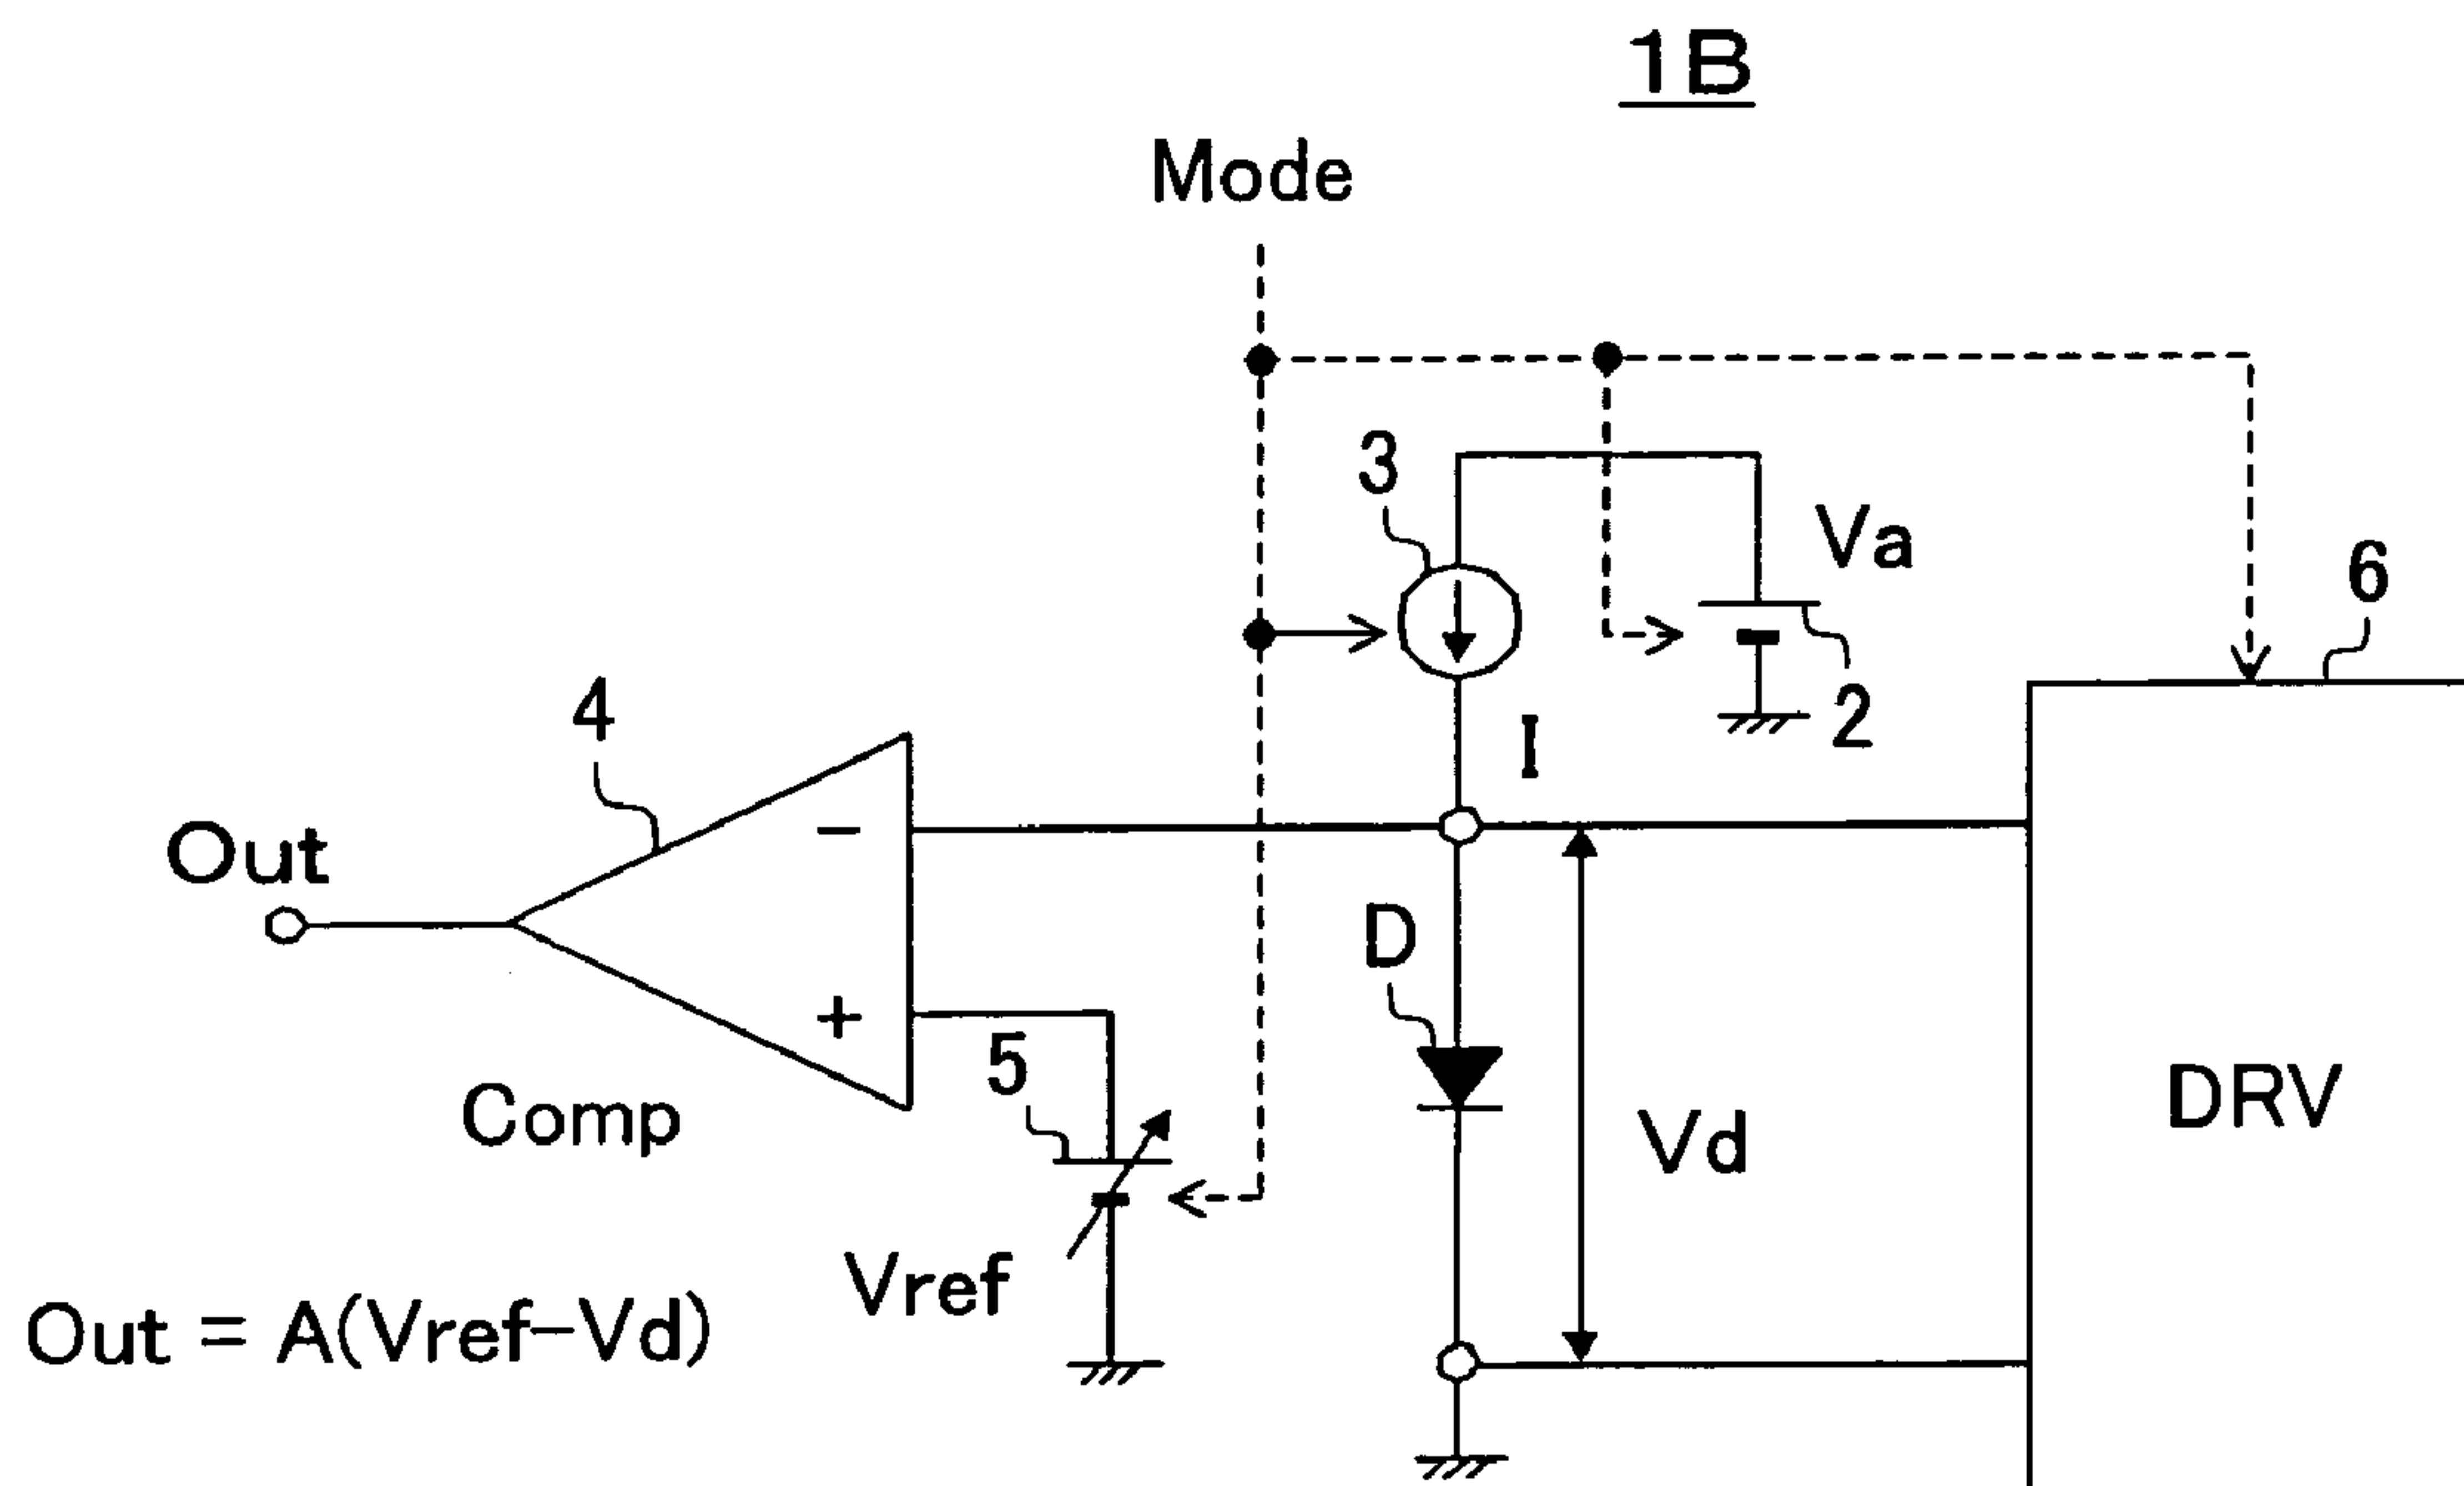 1B
Mode
3
Va
6
4
2
I
Out
−
D
+
5
DRV
Comp
Vd
Vref
Out = A(Vref−Vd)